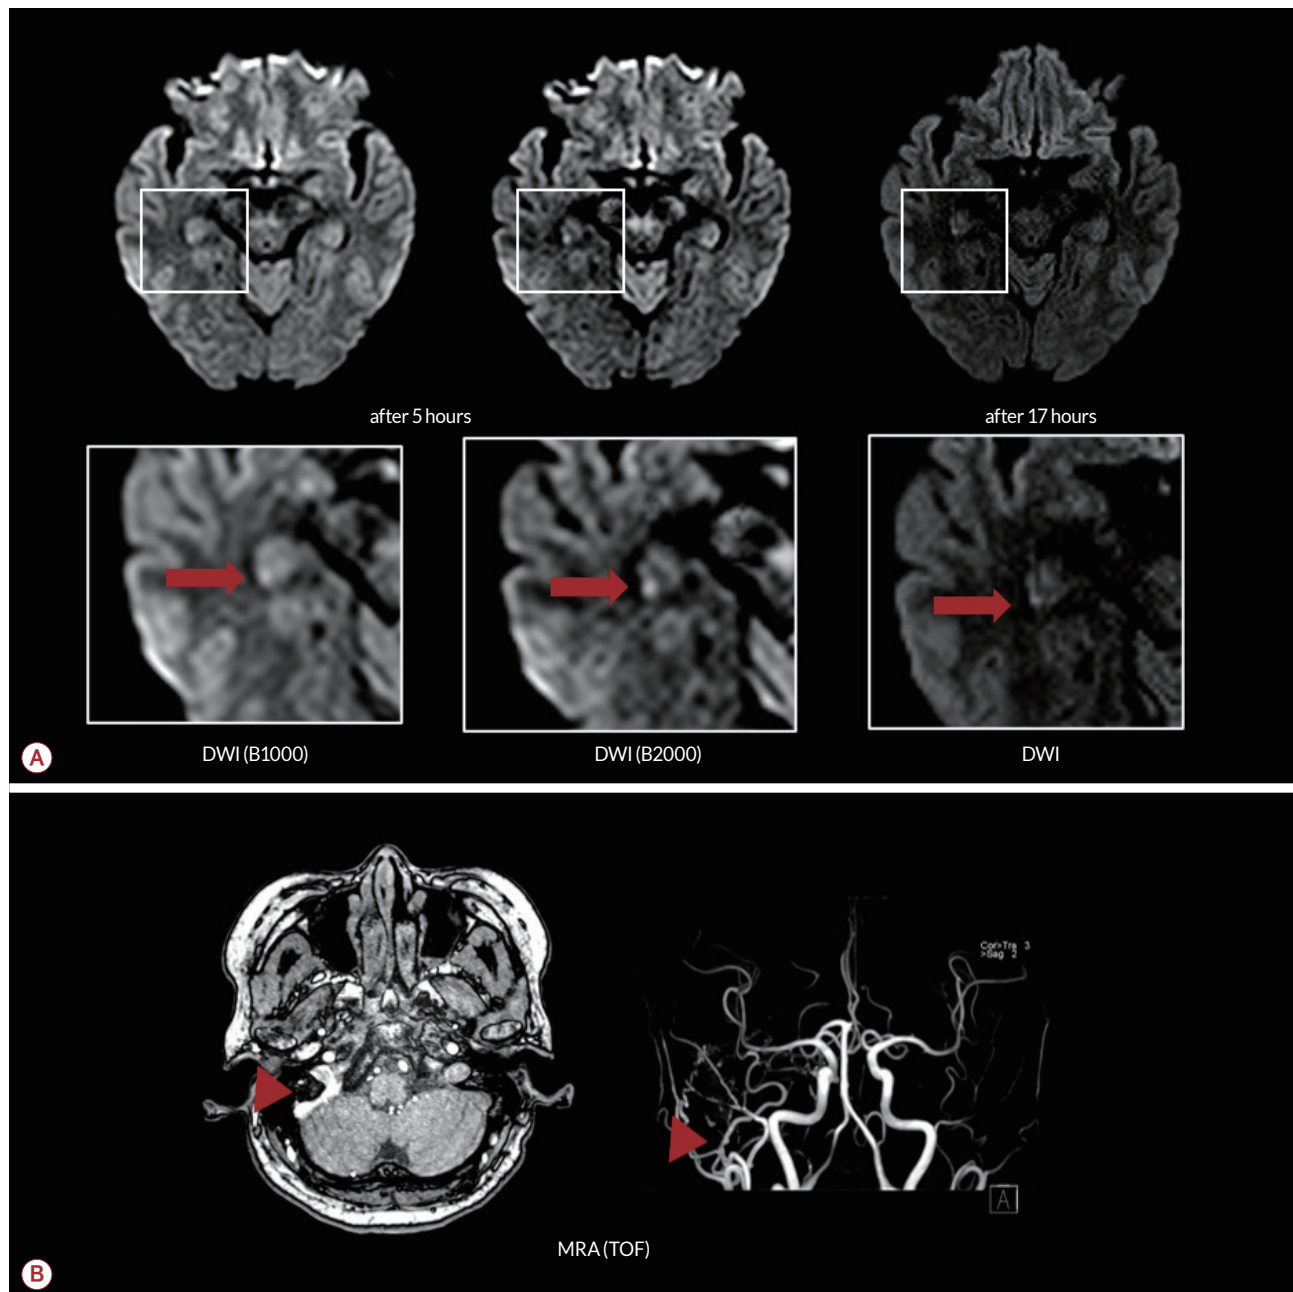 after 5 hours
after 17 hours
DWI (B1000)
DWI (B2000)
DWI
A
Cor>Tra 3
>Sag 2
A
MRA (TOF)
B